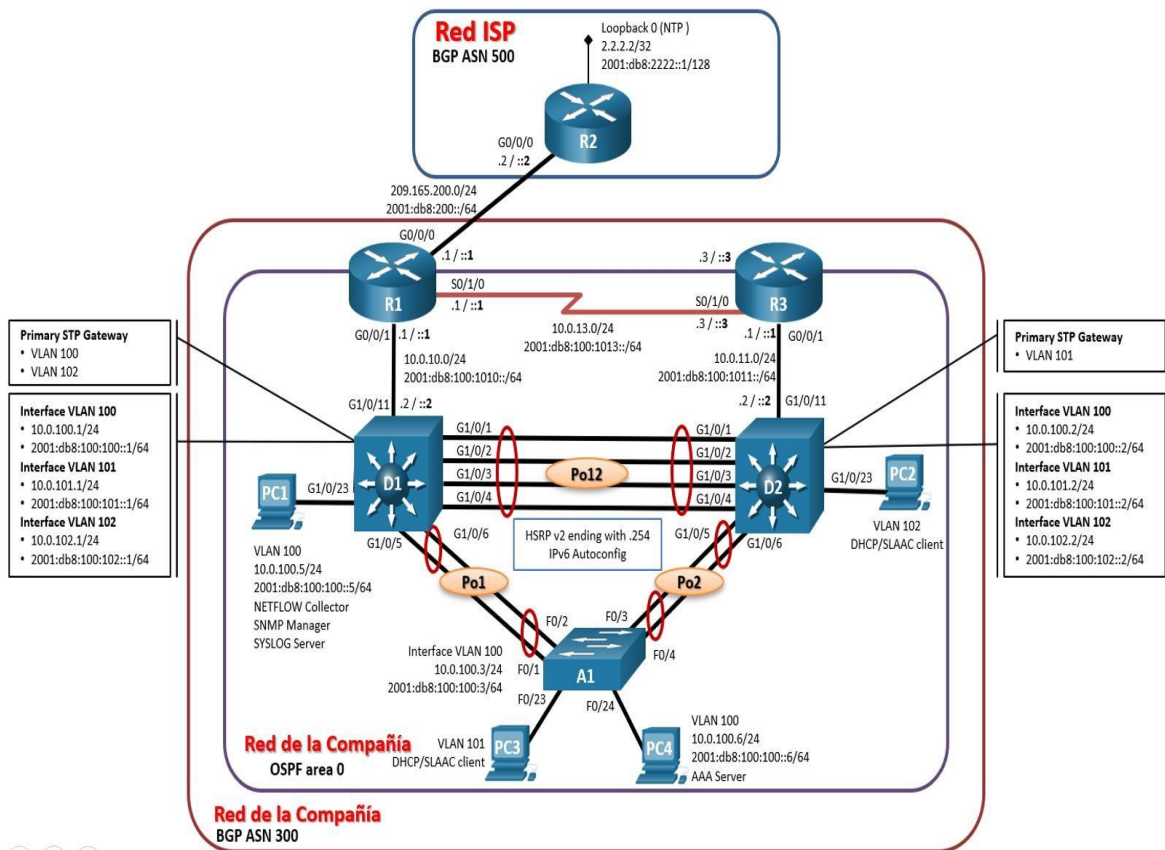 Red ISP
BGP ASN 500
Loopback 0 (NTP )
2.2.2.2/32
2001:db8:2222::1/128
R2
G0/0/0
.2 / ::2
209.165.200.0/24
2001:db8:200::/64
G0/0/0
.1 / ::1
R1
S0/1/0
.1 / ::1
.3 / ::3
R3
S0/1/0
.3 / ::3
10.0.13.0/24
2001:db8:100:1013::/64
G0/0/1
.1 / ::1
.1 / ::1
G0/0/1
10.0.10.0/24
2001:db8:100:1010::/64
10.0.11.0/24
2001:db8:100:1011::/64
G1/0/11
.2 / ::2
.2 / ::2
G1/0/11
Primary STP Gateway
• VLAN 100
• VLAN 102
Primary STP Gateway
• VLAN 101
Interface VLAN 100
• 10.0.100.1/24
• 2001:db8:100:100::1/64
Interface VLAN 101
• 10.0.101.1/24
• 2001:db8:100:101::1/64
Interface VLAN 102
• 10.0.102.1/24
• 2001:db8:100:102::1/64
Interface VLAN 100
• 10.0.100.2/24
• 2001:db8:100:100::2/64
Interface VLAN 101
• 10.0.101.2/24
• 2001:db8:100:101::2/64
Interface VLAN 102
• 10.0.102.2/24
• 2001:db8:100:102::2/64
G1/0/1
G1/0/2
G1/0/3
G1/0/4
Po12
G1/0/1
G1/0/2
G1/0/3
G1/0/4
D1
D2
PC1
G1/0/23
G1/0/23
PC2
VLAN 102
DHCP/SLAAC client
VLAN 100
10.0.100.5/24
2001:db8:100:100::5/64
NETFLOW Collector
SNMP Manager
SYSLOG Server
G1/0/5
G1/0/6
HSRP v2 ending with .254
IPv6 Autoconfig
G1/0/5
G1/0/6
Po1
Po2
F0/2
F0/3
F0/1
F0/4
Interface VLAN 100
10.0.100.3/24
2001:db8:100:100:3/64
A1
F0/23
F0/24
VLAN 101
DHCP/SLAAC client
PC3
PC4
VLAN 100
10.0.100.6/24
2001:db8:100:100::6/64
AAA Server
Red de la Compañía
OSPF area 0
Red de la Compañía
BGP ASN 300